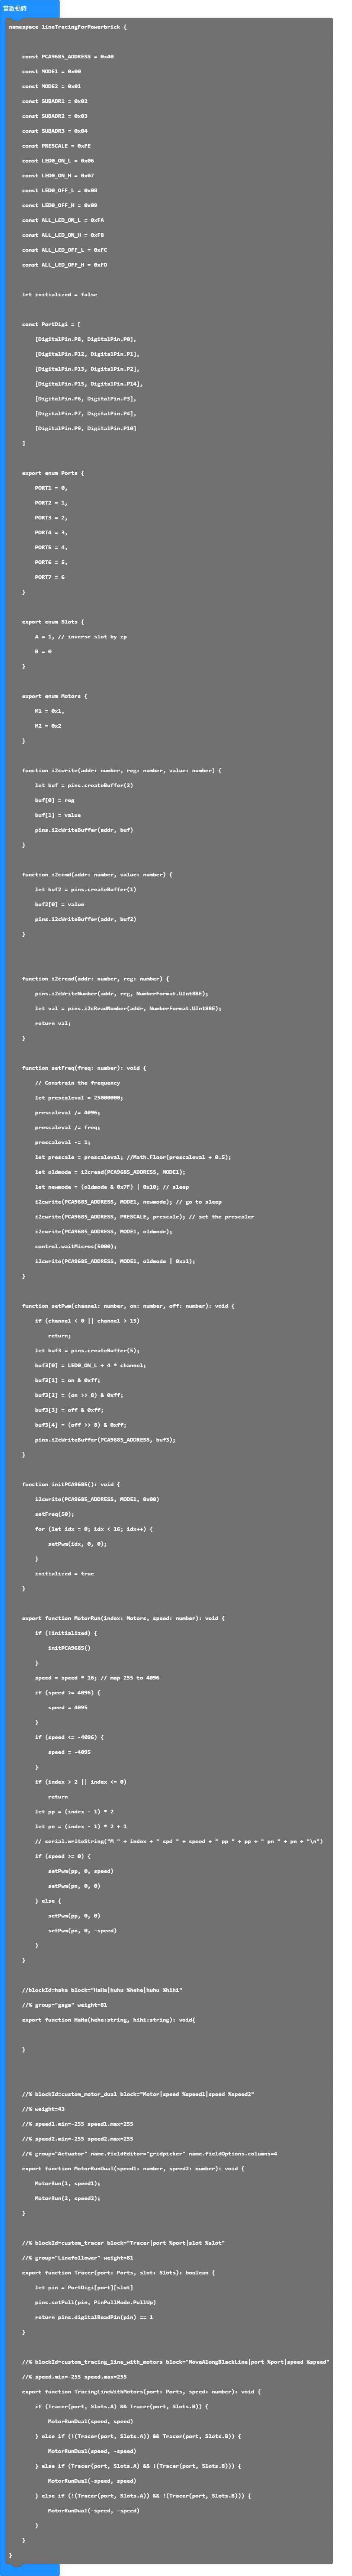 當啟動時
namespace lineTracingForPowerbrick {
const PCA9685_ADDRESS = 0x40
const MODE1 = 0x00
const MODE2 = 0x01
const SUBADR1 = 0x02
const SUBADR2 = 0x03
const SUBADR3 = 0x04
const PRESCALE = 0xFE
const LED0_ON_L = 0x06
const LED0_ON_H = 0x07
const LED0_OFF_L = 0x08
const LED0_OFF_H = 0x09
const ALL_LED_ON_L = 0xFA
const ALL_LED_ON_H = 0xFB
const ALL_LED_OFF_L = 0xFC
const ALL_LED_OFF_H = 0xFD
let initialized = false
const PortDigi = [
[DigitalPin.P8, DigitalPin.P0],
[DigitalPin.P12, DigitalPin.P1],
[DigitalPin.P13, DigitalPin.P2],
[DigitalPin.P15, DigitalPin.P14],
[DigitalPin.P6, DigitalPin.P3],
[DigitalPin.P7, DigitalPin.P4],
[DigitalPin.P9, DigitalPin.P10]
]
export enum Ports {
PORT1 = 0,
PORT2 = 1,
PORT3 = 2,
PORT4 = 3,
PORT5 = 4,
PORT6 = 5,
PORT7 = 6
}
export enum Slots {
A = 1, // inverse slot by zp
B = 0
}
export enum Motors {
M1 = 0x1,
M2 = 0x2
}
function i2cwrite(addr: number, reg: number, value: number) {
let buf = pins.createBuffer(2)
buf[0] = reg
buf[1] = value
pins.i2cWriteBuffer(addr, buf)
}
function i2ccmd(addr: number, value: number) {
let buf2 = pins.createBuffer(1)
buf2[0] = value
pins.i2cWriteBuffer(addr, buf2)
}
function i2cread(addr: number, reg: number) {
pins.i2cWriteNumber(addr, reg, NumberFormat.UInt8BE);
let val = pins.i2cReadNumber(addr, NumberFormat.UInt8BE);
return val;
}
function setFreq(freq: number): void {
// Constrain the frequency
let prescaleval = 25000000;
prescaleval /= 4096;
prescaleval /= freq;
prescaleval -= 1;
let prescale = prescaleval; //Math.Floor(prescaleval + 0.5);
let oldmode = i2cread(PCA9685_ADDRESS, MODE1);
let newmode = (oldmode & 0x7F) | 0x10; // sleep
i2cwrite(PCA9685_ADDRESS, MODE1, newmode); // go to sleep
i2cwrite(PCA9685_ADDRESS, PRESCALE, prescale); // set the prescaler
i2cwrite(PCA9685_ADDRESS, MODE1, oldmode);
control.waitMicros(5000);
i2cwrite(PCA9685_ADDRESS, MODE1, oldmode | 0xa1);
}
function setPwm(channel: number, on: number, off: number): void {
if (channel < 0 || channel > 15)
return;
let buf3 = pins.createBuffer(5);
buf3[0] = LED0_ON_L + 4 * channel;
buf3[1] = on & 0xff;
buf3[2] = (on >> 8) & 0xff;
buf3[3] = off & 0xff;
buf3[4] = (off >> 8) & 0xff;
pins.i2cWriteBuffer(PCA9685_ADDRESS, buf3);
}
function initPCA9685(): void {
i2cwrite(PCA9685_ADDRESS, MODE1, 0x00)
setFreq(50);
for (let idx = 0; idx < 16; idx++) {
setPwm(idx, 0, 0);
}
initialized = true
}
export function MotorRun(index: Motors, speed: number): void {
if (!initialized) {
initPCA9685()
}
speed = speed * 16; // map 255 to 4096
if (speed >= 4096) {
speed = 4095
}
if (speed <= -4096) {
speed = -4095
}
if (index > 2 || index <= 0)
return
let pp = (index - 1) * 2
let pn = (index - 1) * 2 + 1
// serial.writeString("M " + index + " spd " + speed + " pp " + pp + " pn " + pn + "\n")
if (speed >= 0) {
setPwm(pp, 0, speed)
setPwm(pn, 0, 0)
} else {
setPwm(pp, 0, 0)
setPwm(pn, 0, -speed)
}
}
//blockId=haha block="HaHa|huhu %hehe|huhu %hihi"
//% group="gaga" weight=81
export function HaHa(hehe:string, hihi:string): void{
}
//% blockId=custom_motor_dual block="Motor|speed %speed1|speed %speed2"
//% weight=43
//% speed1.min=-255 speed1.max=255
//% speed2.min=-255 speed2.max=255
//% group="Actuator" name.fieldEditor="gridpicker" name.fieldOptions.columns=4
export function MotorRunDual(speed1: number, speed2: number): void {
MotorRun(1, speed1);
MotorRun(2, speed2);
}
//% blockId=custom_tracer block="Tracer|port %port|slot %slot"
//% group="Linefollower" weight=81
export function Tracer(port: Ports, slot: Slots): boolean {
let pin = PortDigi[port][slot]
pins.setPull(pin, PinPullMode.PullUp)
return pins.digitalReadPin(pin) == 1
}
//% blockId=custom_tracing_line_with_motors block="MoveAlongBlackLine|port %port|speed %speed"
//% speed.min=-255 speed.max=255
export function TracingLineWithMotors(port: Ports, speed: number): void {
if (Tracer(port, Slots.A) && Tracer(port, Slots.B)) {
MotorRunDual(speed, speed)
} else if (!(Tracer(port, Slots.A)) && Tracer(port, Slots.B)) {
MotorRunDual(speed, -speed)
} else if (Tracer(port, Slots.A) && !(Tracer(port, Slots.B))) {
MotorRunDual(-speed, speed)
} else if (!(Tracer(port, Slots.A)) && !(Tracer(port, Slots.B))) {
MotorRunDual(-speed, -speed)
}
}
}